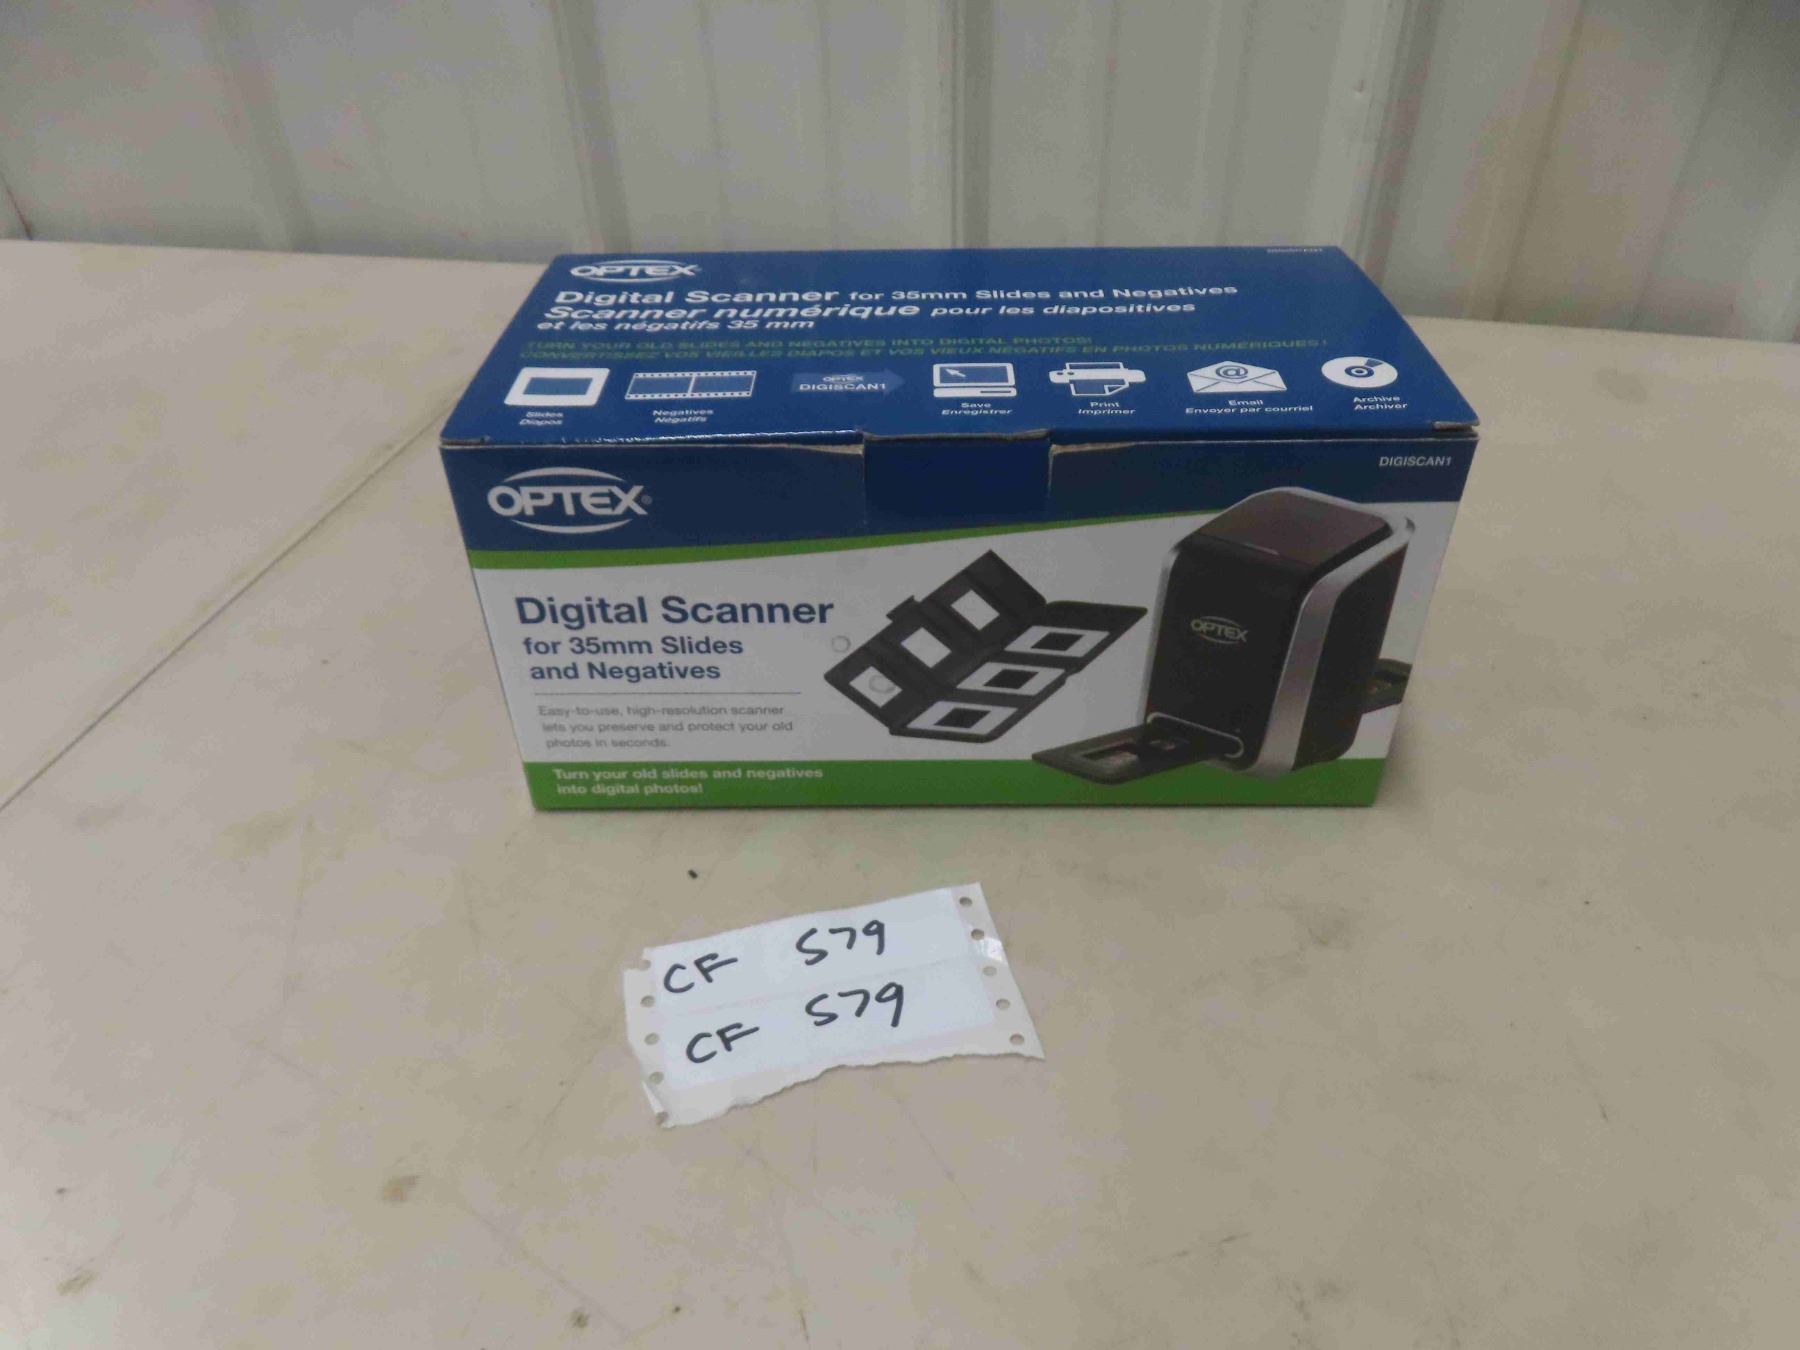 OPTEX
Digital Scanner for 35mm Slides and Negatives
Scanner numérique pour les diapositives
et les négatifs 35 mm
TURN YOUR OLD SLIDES AND NEGATIVES INTO DIGITAL PHOTOS!
CONVERTISSEZ VOS VIEILLES DIAPOS ET VOS VIEUX NÉGATIFS EN PHOTOS NUMÉRIQUES !
Slides
Diapos
Negatives
Négatifs
OPTEX
DIGISCAN1
Save
Enregistrer
Print
Imprimer
Email
Envoyer par courriel
Archive
Archiver
DIGISCAN1
OPTEX®
DIGISCAN1
Digital Scanner
for 35mm Slides
and Negatives
Easy-to-use, high-resolution scanner
lets you preserve and protect your old
photos in seconds.
Turn your old slides and negatives
into digital photos!
OPTEX
CF 579
CF 579